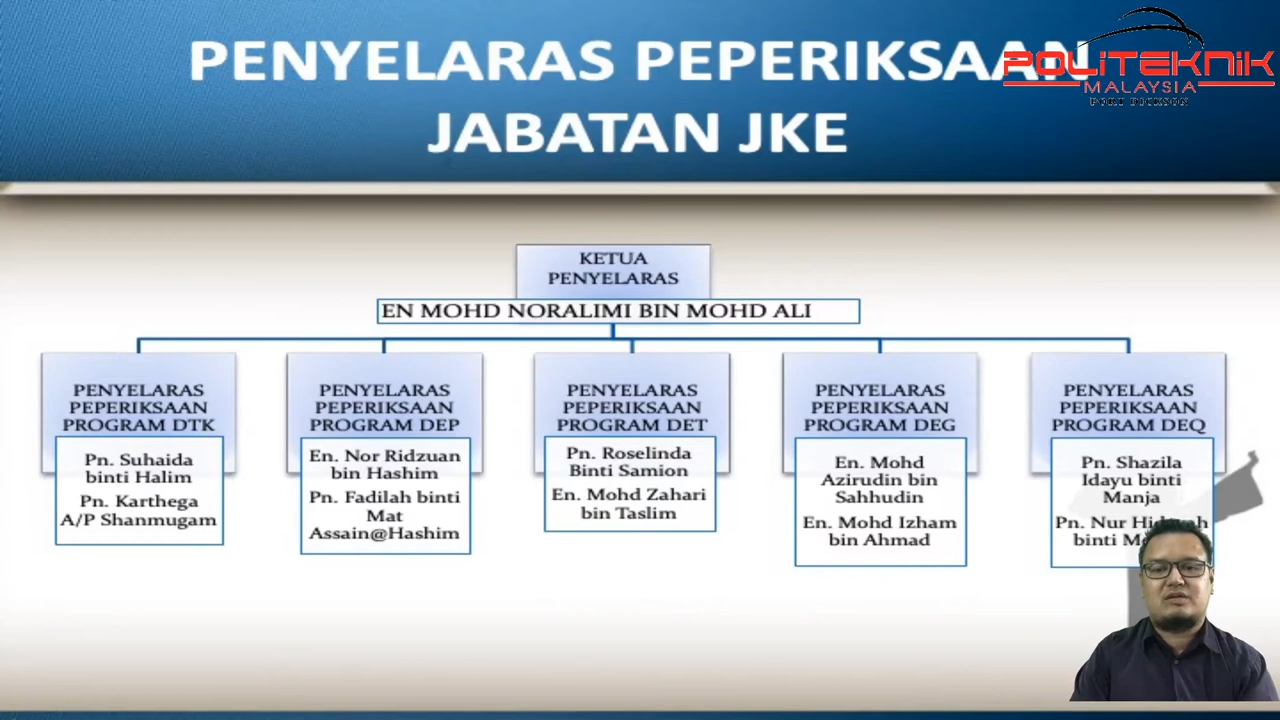 PENYELARAS PEPERIKSAAN
JABATAN JKE
POLITEKNIK
MALAYSIA
PORT DICKSON
KETUA
PENYELARAS
EN MOHD NORALIMI BIN MOHD ALI
PENYELARAS
PEPERIKSAAN
PROGRAM DTK
Pn. Suhaida
binti Halim
Pn. Karthega
A/P Shanmugam
PENYELARAS
PEPERIKSAAN
PROGRAM DEP
En. Nor Ridzuan
bin Hashim
Pn. Fadilah binti
Mat
Assain@Hashim
PENYELARAS
PEPERIKSAAN
PROGRAM DET
Pn. Roselinda
Binti Samion
En. Mohd Zahari
bin Taslim
PENYELARAS
PEPERIKSAAN
PROGRAM DEG
En. Mohd
Azirudin bin
Sahhudin
En. Mohd Izham
bin Ahmad
PENYELARAS
PEPERIKSAAN
PROGRAM DEQ
Pn. Shazila
Idayu binti
Manja
Pn. Nur
binti